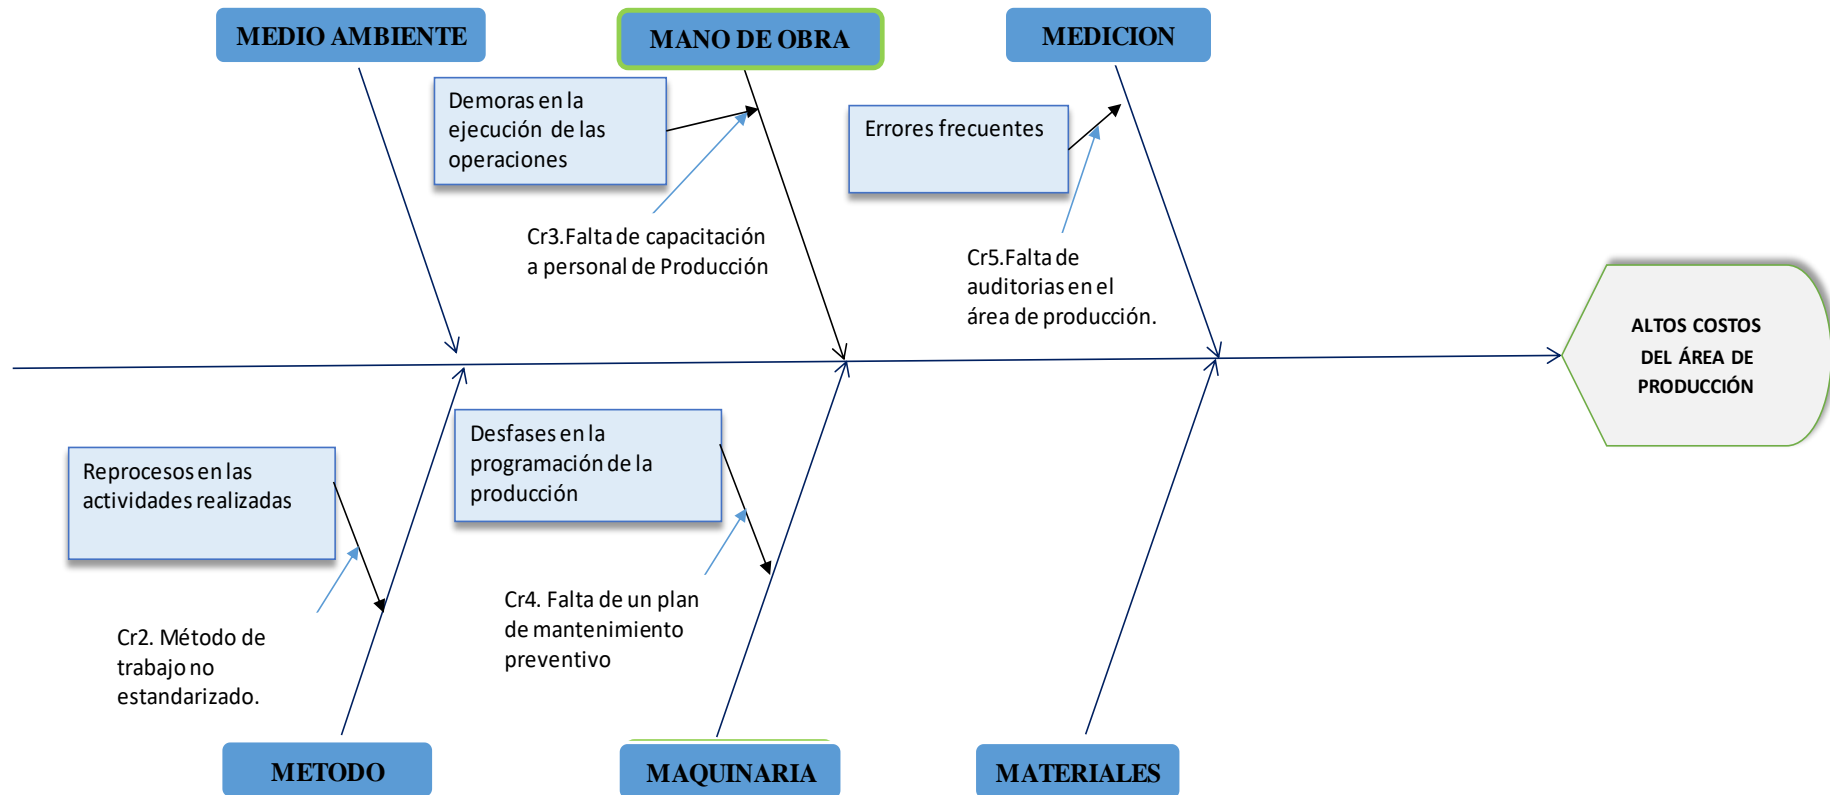 MEDIO AMBIENTE
MANO DE OBRA
MEDICION
Demoras en la
ejecución de las
operaciones
Errores frecuentes
Cr3.Falta de capacitación
a personal de Producción
Cr5.Falta de
auditorias en el
área de producción.
ALTOS COSTOS
DEL ÁREA DE
PRODUCCIÓN
Reprocesos en las
actividades realizadas
Desfases en la
programación de la
producción
Cr2. Método de
trabajo no
estandarizado.
Cr4. Falta de un plan
de mantenimiento
preventivo
METODO
MAQUINARIA
MATERIALES